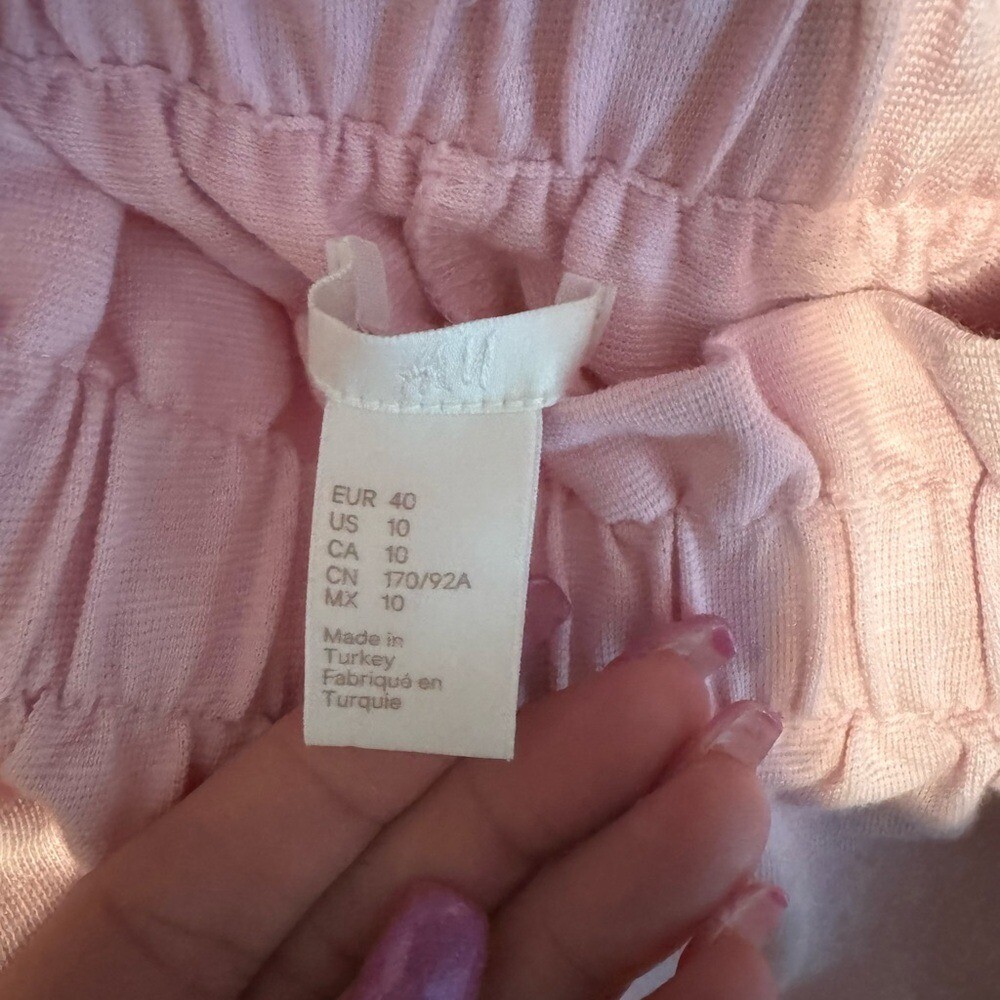 H&M
EUR 40
US 10
CA 10
CN 170/92A
MX 10
Made in
Turkey
Fabriqué en
Turquie